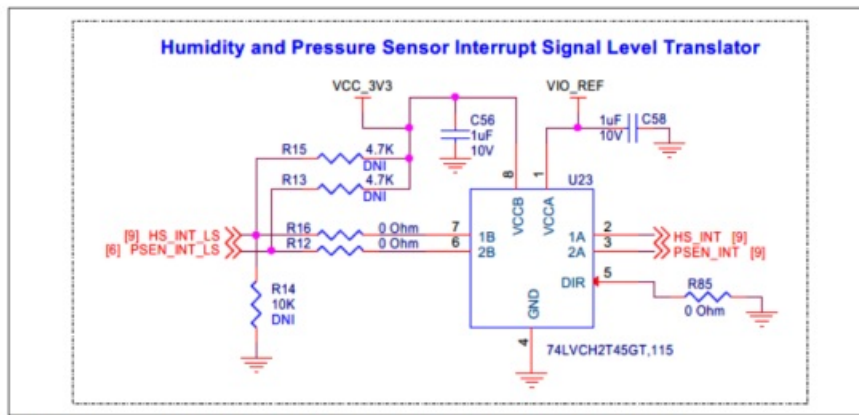 Humidity and Pressure Sensor Interrupt Signal Level Translator
VCC_3V3
VIO_REF
C56
1uF
10V
1uF
10V
C58
R15
4.7K
DNI
R13
4.7K
DNI
8
1
U23
VCCB
VCCA
[9] HS_INT_LS
[6] PSEN_INT_LS
R16
0 Ohm
R12
0 Ohm
7
6
1B
2B
1A
2A
2
3
HS_INT [9]
PSEN_INT [9]
DIR
5
R85
0 Ohm
R14
10K
DNI
GND
4
74LVCH2T45GT,115